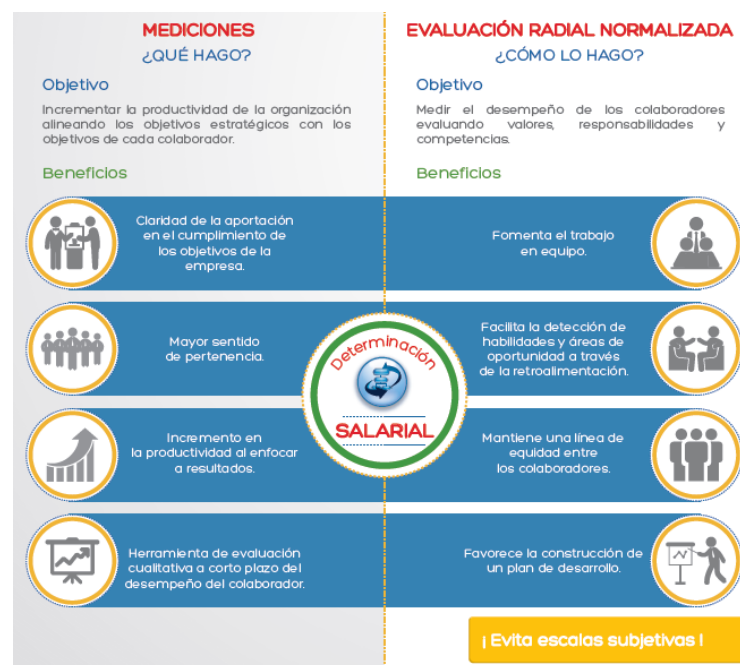 MEDICIONES
¿QUÉ HAGO?
Objetivo
Incrementar la productividad de la organización
alineando los objetivos estratégicos con los
objetivos de cada colaborador.
Beneficios
Claridad de la aportación
en el cumplimiento de
los objetivos de la
empresa.
Mayor sentido
de pertenencia.
Incremento en
la productividad al enfocar
a resultados.
Herramienta de evaluación
cualitativa a corto plazo del
desempeño del colaborador.
Determinación
SALARIAL
EVALUACIÓN RADIAL NORMALIZADA
¿CÓMO LO HAGO?
Objetivo
Medir el desempeño de los colaboradores
evaluando valores, responsabilidades y
competencias.
Beneficios
Fomenta el trabajo
en equipo.
Facilita la detección de
habilidades y áreas de
oportunidad a través
de la retroalimentación.
Mantiene una línea de
equidad entre
los colaboradores.
Favorece la construcción de
un plan de desarrollo.
¡ Evita escalas subjetivas !